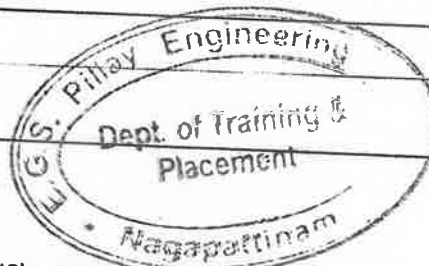 E.G.S. Pillay Engineering
Dept. of Training &
Placement
* Nagapattinam